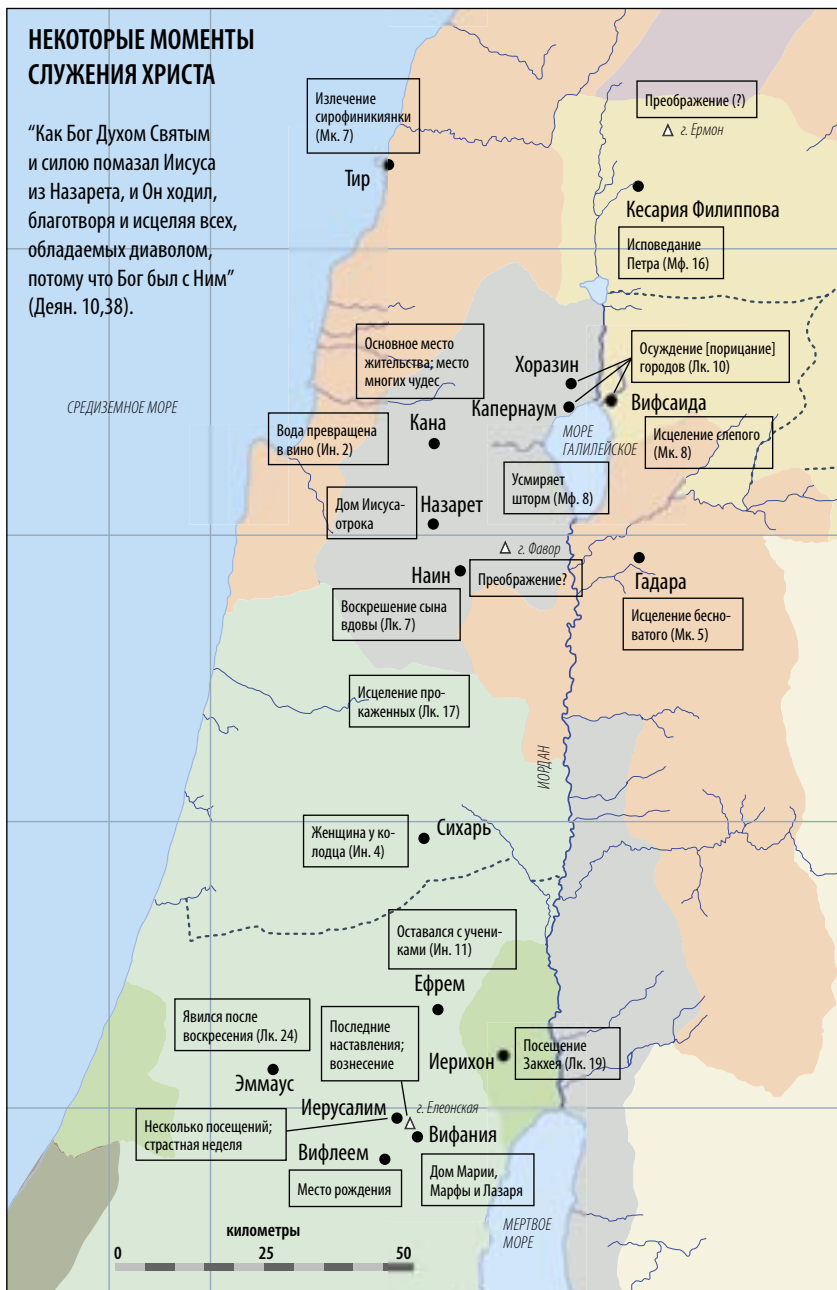 НЕКОТОРЫЕ МОМЕНТЫ
СЛУЖЕНИЯ ХРИСТА
“Как Бог Духом Святым
и силою помазал Иисуса
из Назарета, и Он ходил,
благотворя и исцеляя всех,
обладаемых диаволом,
потому что Бог был с Ним”
(Деян. 10,38).
Излечение
сирофиникиянки
(Мк. 7)
Тир
Преображение (?)
г. Ермон
Кесария Филиппова
Исповедание
Петра (Мф. 16)
Основное место
жительства; место
многих чудес
Хоразин
Капернаум
Осуждение [порицание]
городов (Лк. 10)
Вифсаида
СРЕДИЗЕМНОЕ МОРЕ
Вода превращена
в вино (Ин. 2)
Кана
МОРЕ
ГАЛИЛЕЙСКОЕ
Исцеление слепого
(Мк. 8)
Усмиряет
шторм (Мф. 8)
Дом Иисуса-
отрока
Назарет
г. Фавор
Наин
Преображение?
Гадара
Воскрешение сына
вдовы (Лк. 7)
Исцеление бесно-
ватого (Мк. 5)
Исцеление про-
каженных (Лк. 17)
ИОРДАН
Женщина у ко-
лодца (Ин. 4)
Сихарь
Оставался с учени-
ками (Ин. 11)
Ефрем
Явился после
воскресения (Лк. 24)
Эммаус
Последние
наставления;
вознесение
Иерихон
Посещение
Закхея (Лк. 19)
Несколько посещений;
страстная неделя
Иерусалим
г. Елеонская
Вифания
Вифлеем
Место рождения
Дом Марии,
Марфы и Лазаря
МЕРТВОЕ
МОРЕ
километры
0 25 50